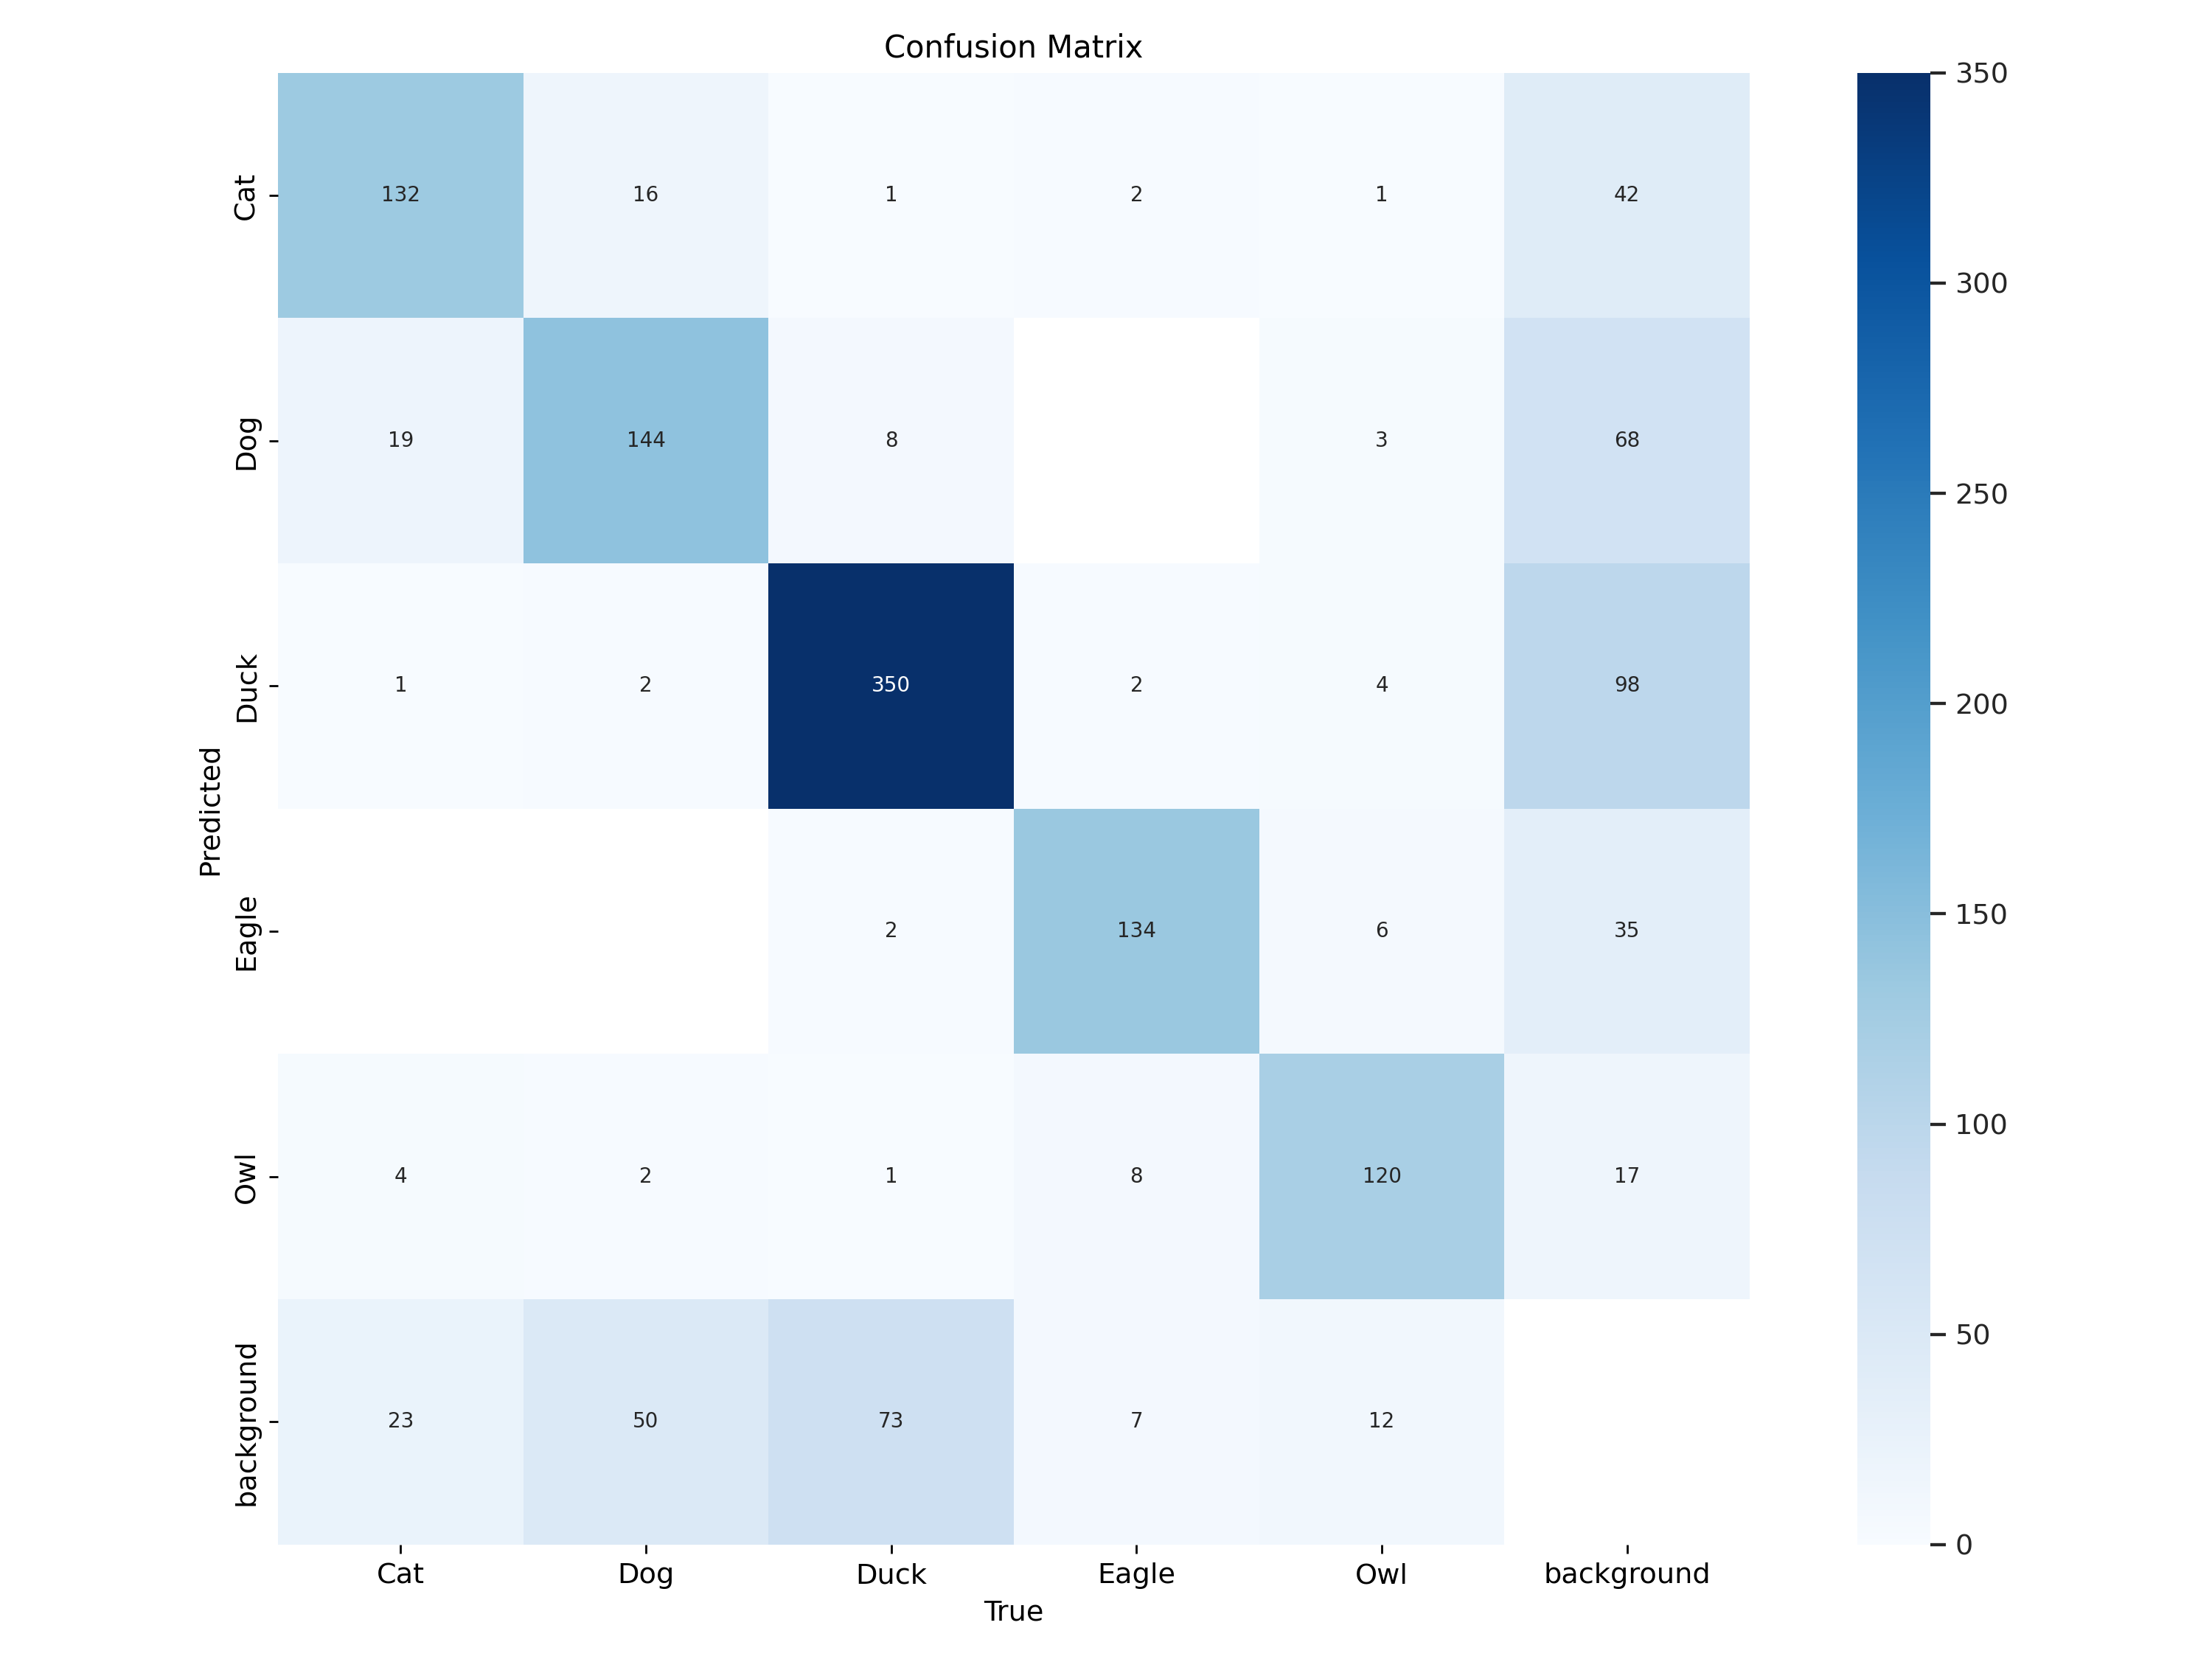 Confusion Matrix
350
Cat 132 16 1 2 1 42
300
Dog 19 144 8 3 68
250
Duck 1 2 350 2 4 98
200
Predicted
150
Eagle 2 134 6 35
100
Owl 4 2 1 8 120 17
50
background 23 50 73 7 12
0
Cat Dog Duck Eagle Owl background
True